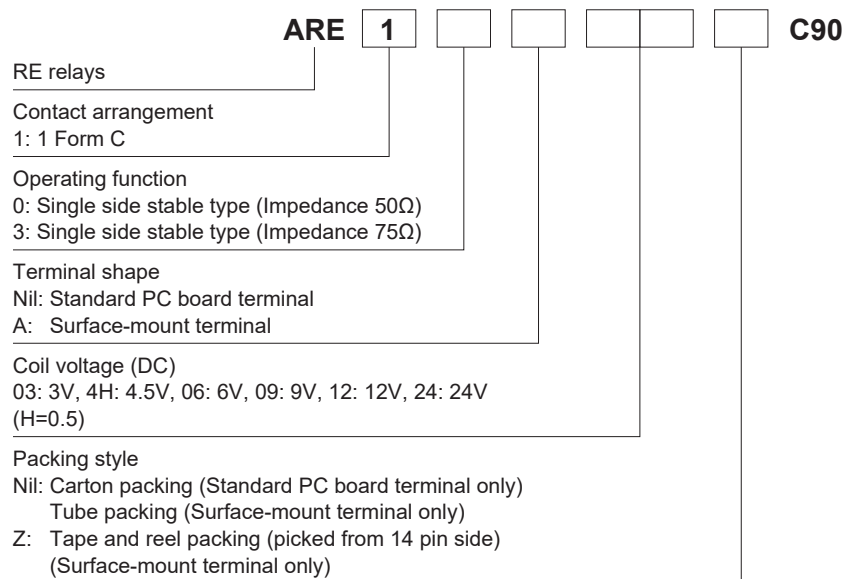 ARE 1 C90
RE relays
Contact arrangement
1: 1 Form C
Operating function
0: Single side stable type (Impedance 50Ω)
3: Single side stable type (Impedance 75Ω)
Terminal shape
Nil: Standard PC board terminal
A: Surface-mount terminal
Coil voltage (DC)
03: 3V, 4H: 4.5V, 06: 6V, 09: 9V, 12: 12V, 24: 24V
(H=0.5)
Packing style
Nil: Carton packing (Standard PC board terminal only)
Tube packing (Surface-mount terminal only)
Z: Tape and reel packing (picked from 14 pin side)
(Surface-mount terminal only)